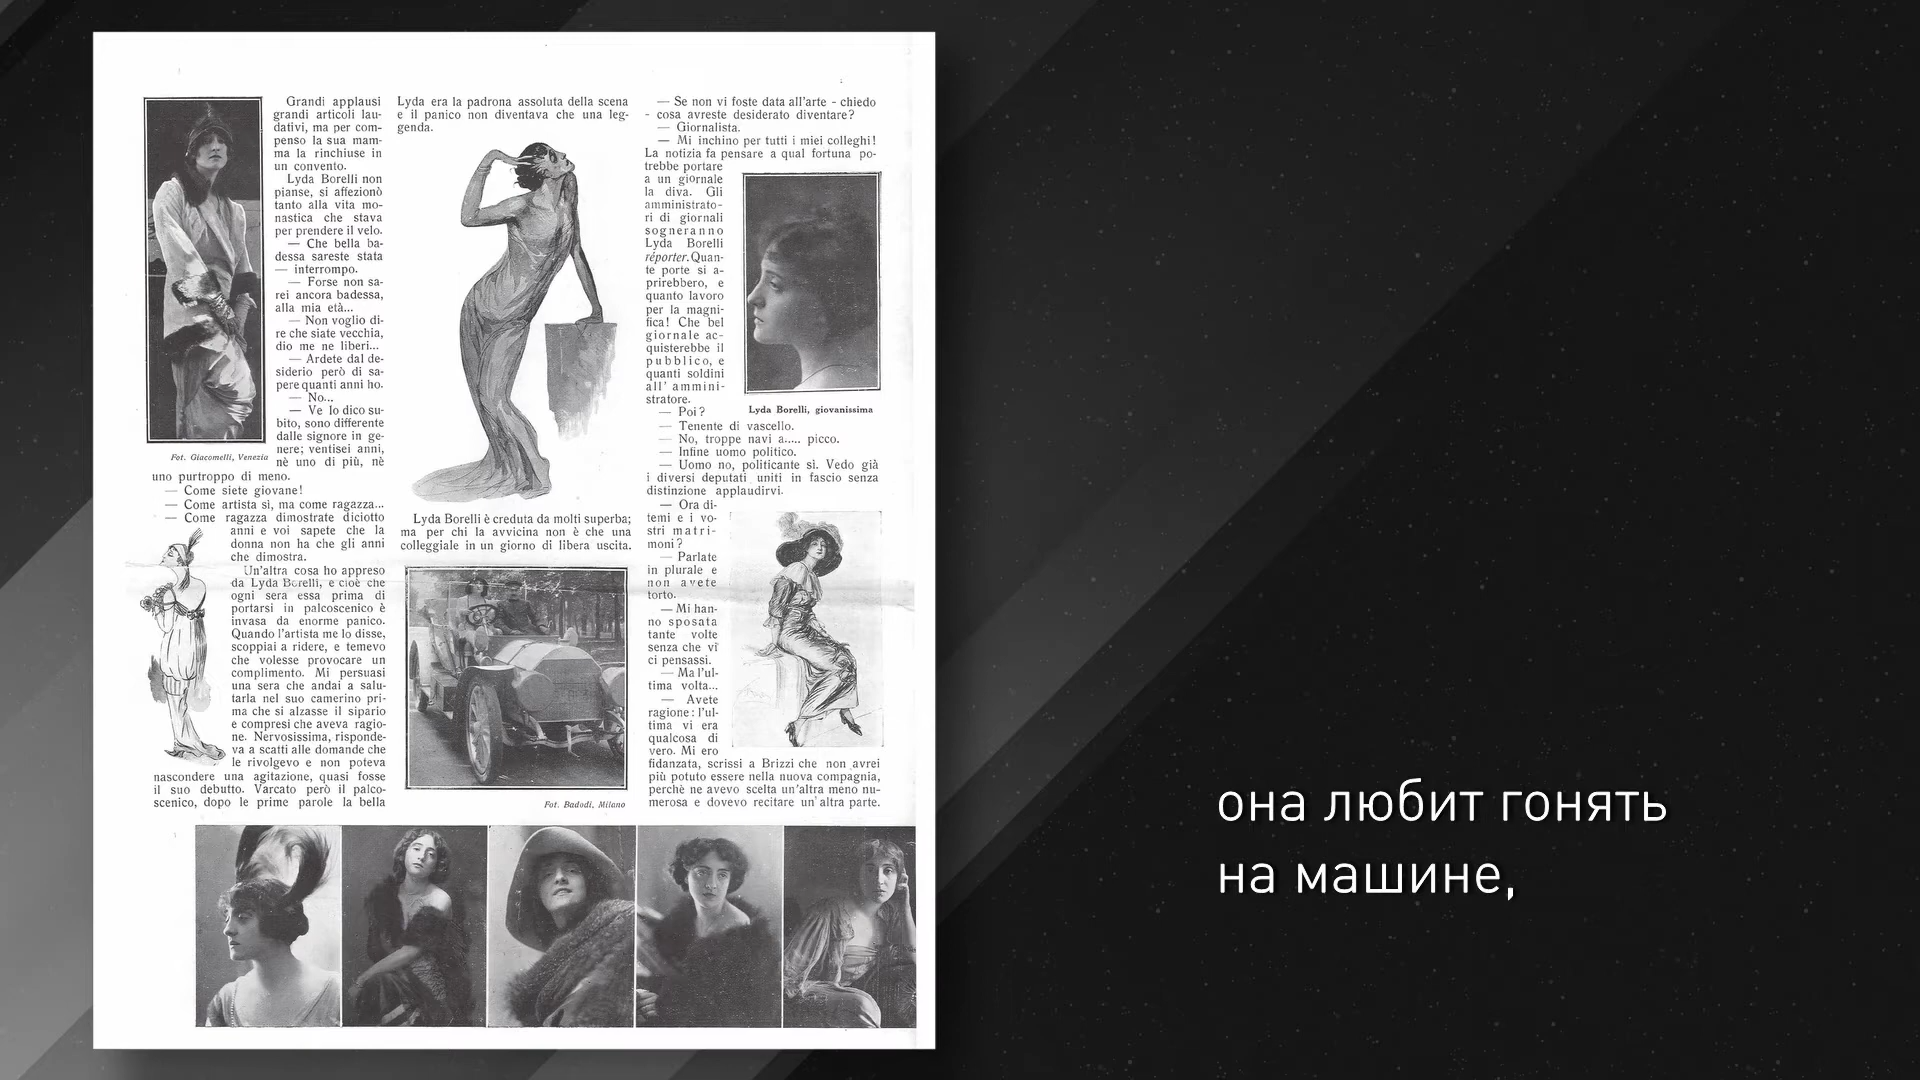 Grandi applausi
grandi articoli lau-
dativi, ma per com-
penso la sua mam-
ma la rinchiuse in
un convento.
Lyda Borelli non
pianse, si affezionò
tanto alla vita mo-
nastica che stava
per prendere il velo.
— Che bella ba-
dessa sareste stata
— interrompo.
— Forse non sa-
rei ancora badessa,
alla mia età...
— Non voglio di-
re che siate vecchia,
dio me ne liberi...
— Ardete dal de-
siderio però di sa-
pere quanti anni ho.
— No...
— Ve lo dico su-
bito, sono differente
dalle signore in ge-
nere; ventisei anni,
nè uno di più, nè
Fot. Giacomelli, Venezia
uno purtroppo di meno.
— Come siete giovane!
— Come artista sì, ma come ragazza...
— Come ragazza dimostrate diciotto
anni e voi sapete che la
donna non ha che gli anni
che dimostra.
Un'altra cosa ho appreso
da Lyda Borelli, e cioè che
ogni sera essa prima di
portarsi in palcoscenico è
invasa da enorme panico.
Quando l'artista me lo disse,
scoppiai a ridere, e temevo
che volesse provocare un
complimento. Mi persuasi
una sera che andai a salu-
tarla nel suo camerino pri-
ma che si alzasse il sipario
e compresi che aveva ragio-
ne. Nervosissima, risponde-
va a scatti alle domande che
le rivolgevo e non poteva
nascondere una agitazione, quasi fosse
il suo debutto. Varcato però il palco-
scenico, dopo le prime parole la bella
Lyda era la padrona assoluta della scena
e il panico non diventava che una leg-
genda.
Lyda Borelli è creduta da molti superba;
ma per chi la avvicina non è che una
colleggiale in un giorno di libera uscita.
Fot. Badodi, Milano
— Se non vi foste data all'arte - chiedo
- cosa avreste desiderato diventare?
— Giornalista.
— Mi inchino per tutti i miei colleghi!
La notizia fa pensare a qual fortuna po-
trebbe portare
a un giornale
la diva. Gli
amministrato-
ri di giornali
sogneranno
Lyda Borelli
réporter. Quan-
te porte si a-
prirebbero, e
quanto lavoro
per la magni-
fica! Che bel
giornale ac-
quisterebbe il
pubblico, e
quanti soldini
all'ammini-
stratore.
Lyda Borelli, giovanissima
— Poi?
— Tenente di vascello.
— No, troppe navi a..... picco.
— Infine uomo politico.
— Uomo no, politicante sì. Vedo già
i diversi deputati uniti in fascio senza
distinzione applaudirvi.
— Ora di-
temi e i vo-
stri matri-
moni?
— Parlate
in plurale e
non avete
torto.
— Mi han-
no sposata
tante volte
senza che vi
ci pensassi.
— Ma l'ul-
tima volta...
— Avete
ragione: l'ul-
tima vi era
qualcosa di
vero. Mi ero
fidanzata, scrissi a Brizzi che non avrei
più potuto essere nella nuova compagnia,
perchè ne avevo scelta un'altra meno nu-
merosa e dovevo recitare un'altra parte.
она любит гонять
на машине,